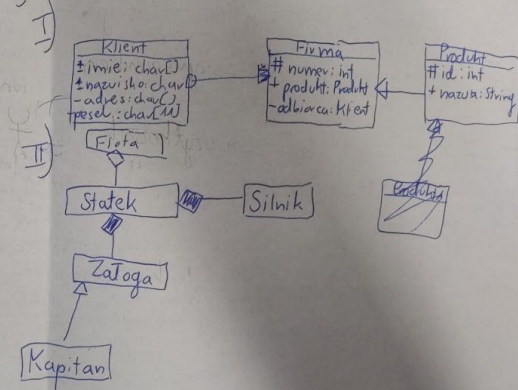 I)
Klient
± imie: char[]
± nazwisko: char[]
- adres: char[]
pesel: char[11]
Firma
# numer: int
+ produkt: Produkt
- odbiorca: Klient
Produkt
# id: int
+ nazwa: String
II)
Flota
Statek
Silnik
Załoga
Kapitan